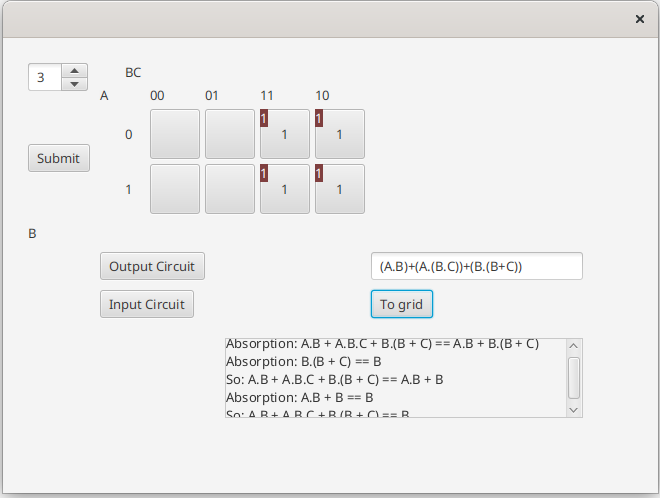 3
BC
A 00 01 11 10
0 1 1 1 1
Submit
1 1 1 1 1
B
Output Circuit (A.B)+(A.(B.C))+(B.(B+C))
Input Circuit To grid
Absorption: A.B + A.B.C + B.(B + C) == A.B + B.(B + C)
Absorption: B.(B + C) == B
So: A.B + A.B.C + B.(B + C) == A.B + B
Absorption: A.B + B == B
So: A.B + A.B.C + B.(B + C) == B